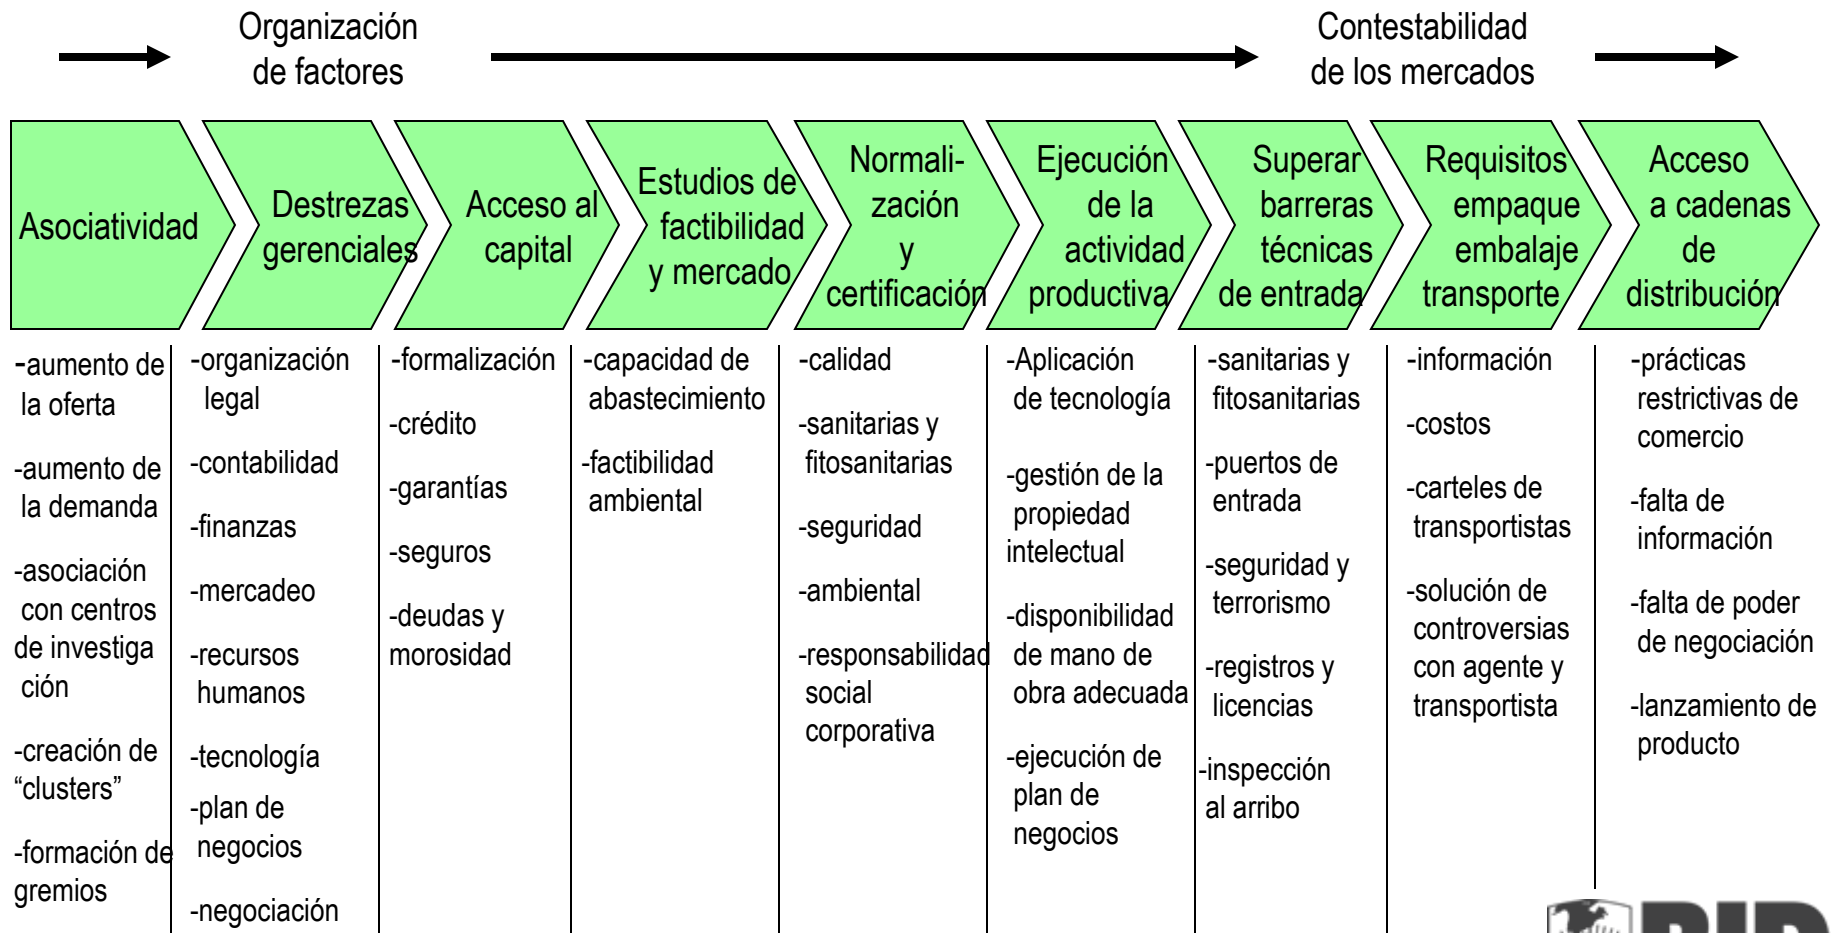 Organización
de factores
Contestabilidad
de los mercados
Asociatividad
Destrezas
gerenciales
Acceso al
capital
Estudios de
factibilidad
y mercado
Normali-
zación
y
certificación
Ejecución
de la
actividad
productiva
Superar
barreras
técnicas
de entrada
Requisitos
empaque
embalaje
transporte
Acceso
a cadenas
de
distribución
-aumento de
la oferta
-aumento de
la demanda
-asociación
con centros
de investiga
ción
-creación de
“clusters”
-formación de
gremios
-organización
legal
-contabilidad
-finanzas
-mercadeo
-recursos
humanos
-tecnología
-plan de
negocios
-negociación
-formalización
-crédito
-garantías
-seguros
-deudas y
morosidad
-capacidad de
abastecimiento
-factibilidad
ambiental
-calidad
-sanitarias y
fitosanitarias
-seguridad
-ambiental
-responsabilidad
social
corporativa
-Aplicación
de tecnología
-gestión de la
propiedad
intelectual
-disponibilidad
de mano de
obra adecuada
-ejecución de
plan de
negocios
-sanitarias y
fitosanitarias
-puertos de
entrada
-seguridad y
terrorismo
-registros y
licencias
-inspección
al arribo
-información
-costos
-carteles de
transportistas
-solución de
controversias
con agente y
transportista
-prácticas
restrictivas de
comercio
-falta de
información
-falta de poder
de negociación
-lanzamiento de
producto
BID